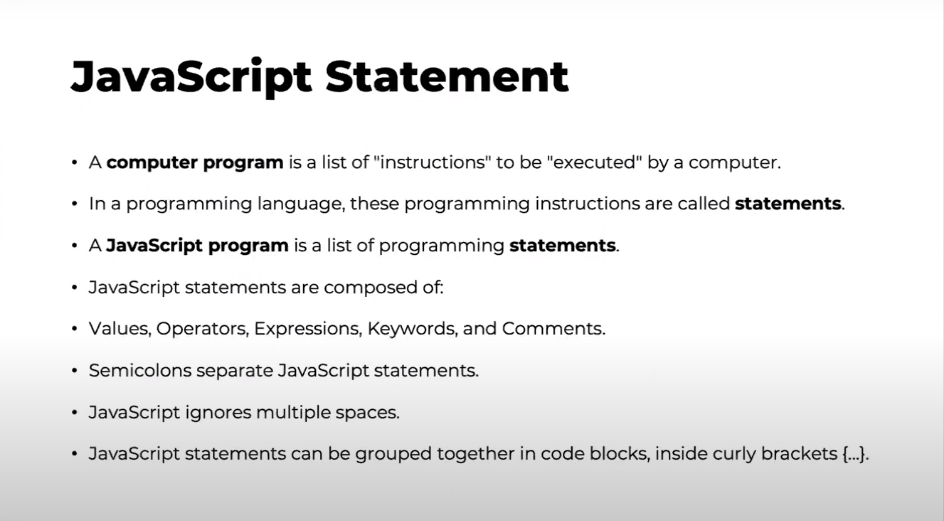 JavaScript Statement
• A computer program is a list of "instructions" to be "executed" by a computer.
• In a programming language, these programming instructions are called statements.
• A JavaScript program is a list of programming statements.
• JavaScript statements are composed of:
• Values, Operators, Expressions, Keywords, and Comments.
• Semicolons separate JavaScript statements.
• JavaScript ignores multiple spaces.
• JavaScript statements can be grouped together in code blocks, inside curly brackets {...}.